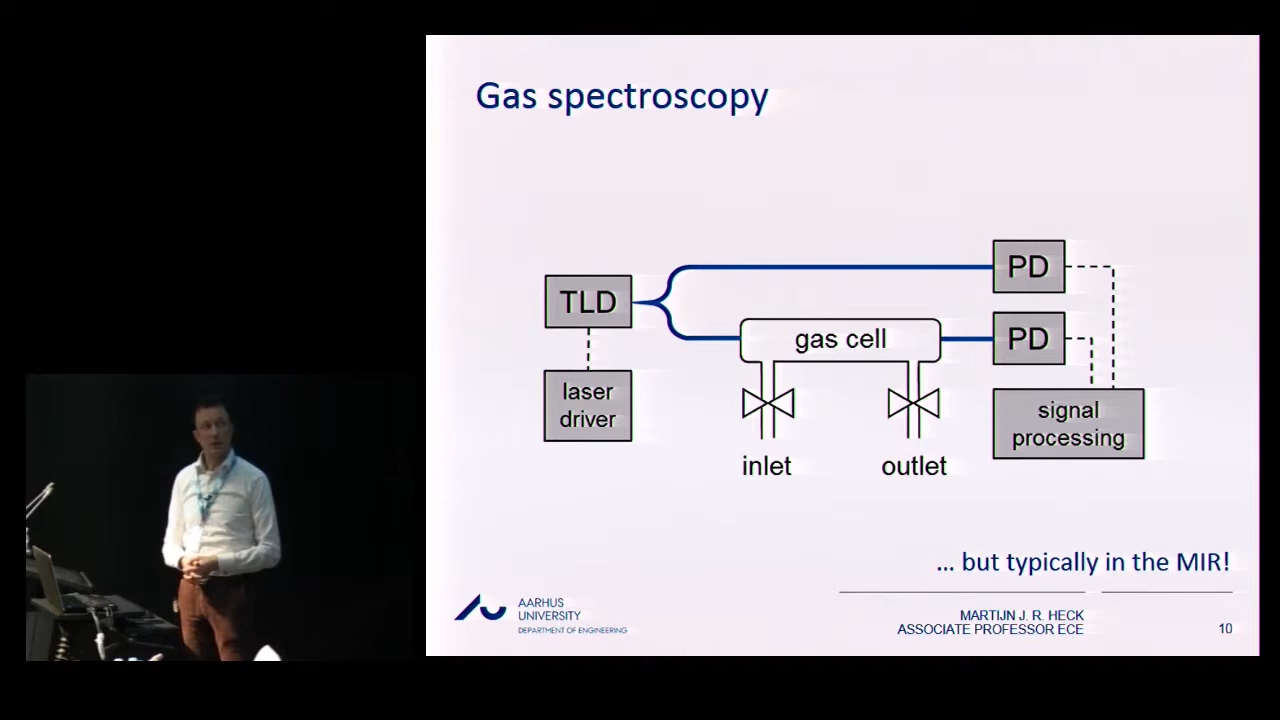 Gas spectroscopy
TLD
laser
driver
PD
PD
gas cell
signal
processing
inlet
outlet
... but typically in the MIR!
AARHUS
UNIVERSITY
DEPARTMENT OF ENGINEERING
MARTIJN J. R. HECK
ASSOCIATE PROFESSOR ECE
10